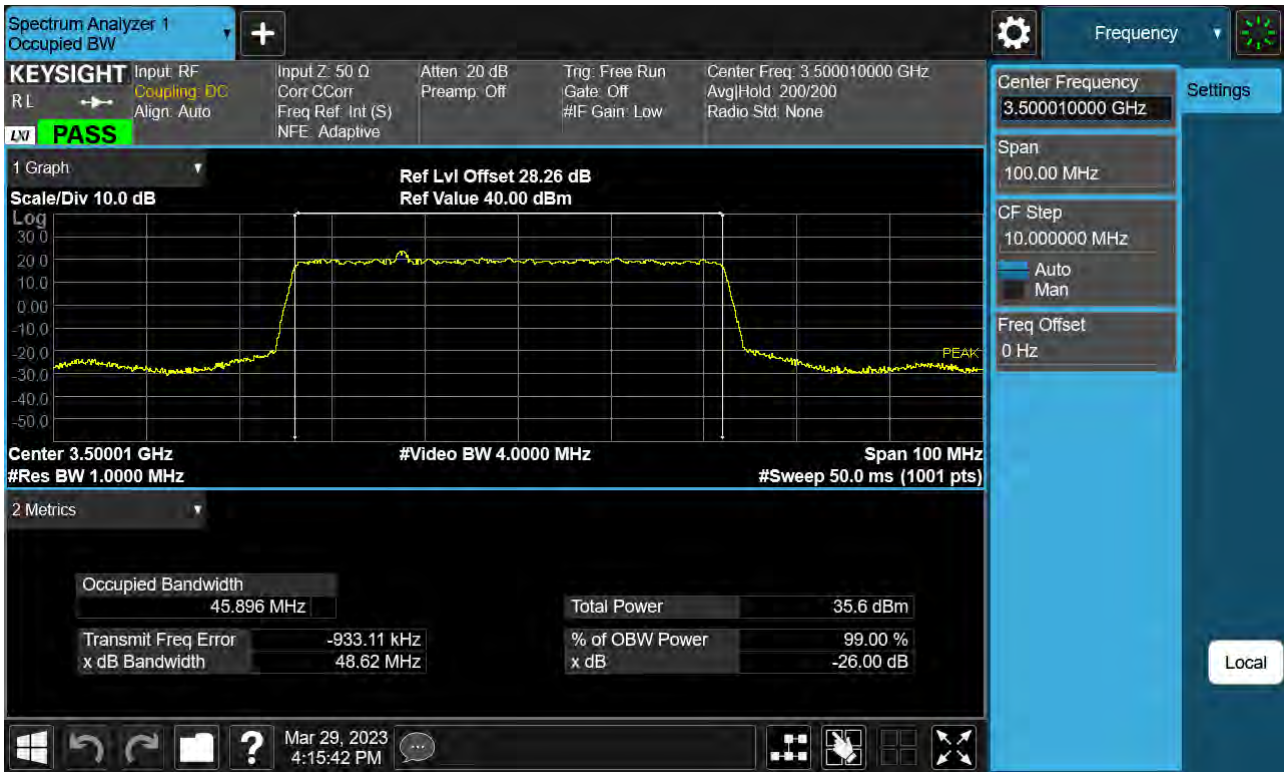 Spectrum Analyzer 1
Occupied BW
+
Frequency
KEYSIGHT
RL
LXI
PASS
Input: RF
Coupling: DC
Align: Auto
Input Z: 50 Ω
Corr CCorr
Freq Ref: Int (S)
NFE: Adaptive
Atten: 20 dB
Preamp: Off
Trig: Free Run
Gate: Off
#IF Gain: Low
Center Freq: 3.500010000 GHz
Avg|Hold: 200/200
Radio Std: None
Center Frequency
3.500010000 GHz
Settings
Span
100.00 MHz
CF Step
10.000000 MHz
Auto
Man
Freq Offset
0 Hz
Local
1 Graph
Scale/Div 10.0 dB
Ref Lvl Offset 28.26 dB
Ref Value 40.00 dBm
Log
30.0
20.0
10.0
0.00
-10.0
-20.0
-30.0
-40.0
-50.0
PEAK
Center 3.50001 GHz
#Video BW 4.0000 MHz
Span 100 MHz
#Res BW 1.0000 MHz
#Sweep 50.0 ms (1001 pts)
2 Metrics
Occupied Bandwidth
45.896 MHz
Total Power 35.6 dBm
Transmit Freq Error -933.11 kHz
% of OBW Power 99.00 %
x dB Bandwidth 48.62 MHz
x dB -26.00 dB
?
Mar 29, 2023
4:15:42 PM